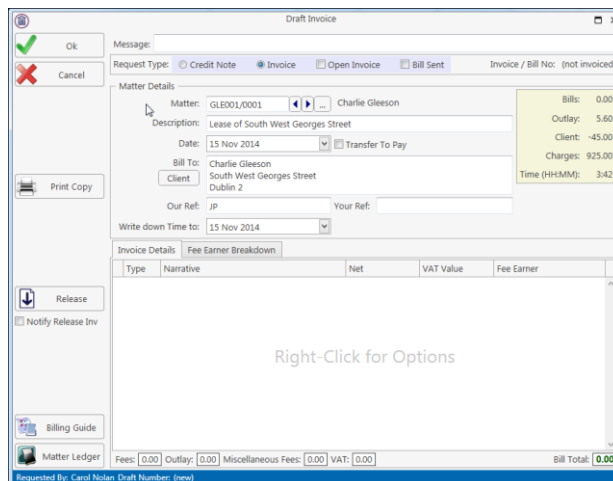 Draft Invoice
Ok
Message:
Request Type: Credit Note Invoice Open Invoice Bill Sent Invoice / Bill No: (not invoiced
Cancel
Matter Details
Matter: GLE001/0001 ... Charlie Gleeson
Bills: 0.00
Description: Lease of South West Georges Street
Outlay: 5.60
Date: 15 Nov 2014 Transfer To Pay
Client: -45.00
Bill To: Charlie Gleeson
Charges: 925.00
Client South West Georges Street
Time (HH:MM): 3:42
Dublin 2
Print Copy
Our Ref: JP Your Ref:
Write down Time to: 15 Nov 2014
Invoice Details Fee Earner Breakdown
Type Narrative Net VAT Value Fee Earner
Release
Notify Release Inv
Right-Click for Options
Billing Guide
Matter Ledger
Fees: 0.00 Outlay: 0.00 Miscellaneous Fees: 0.00 VAT: 0.00 Bill Total: 0.00
Requested By: Carol Nolan Draft Number: (new)